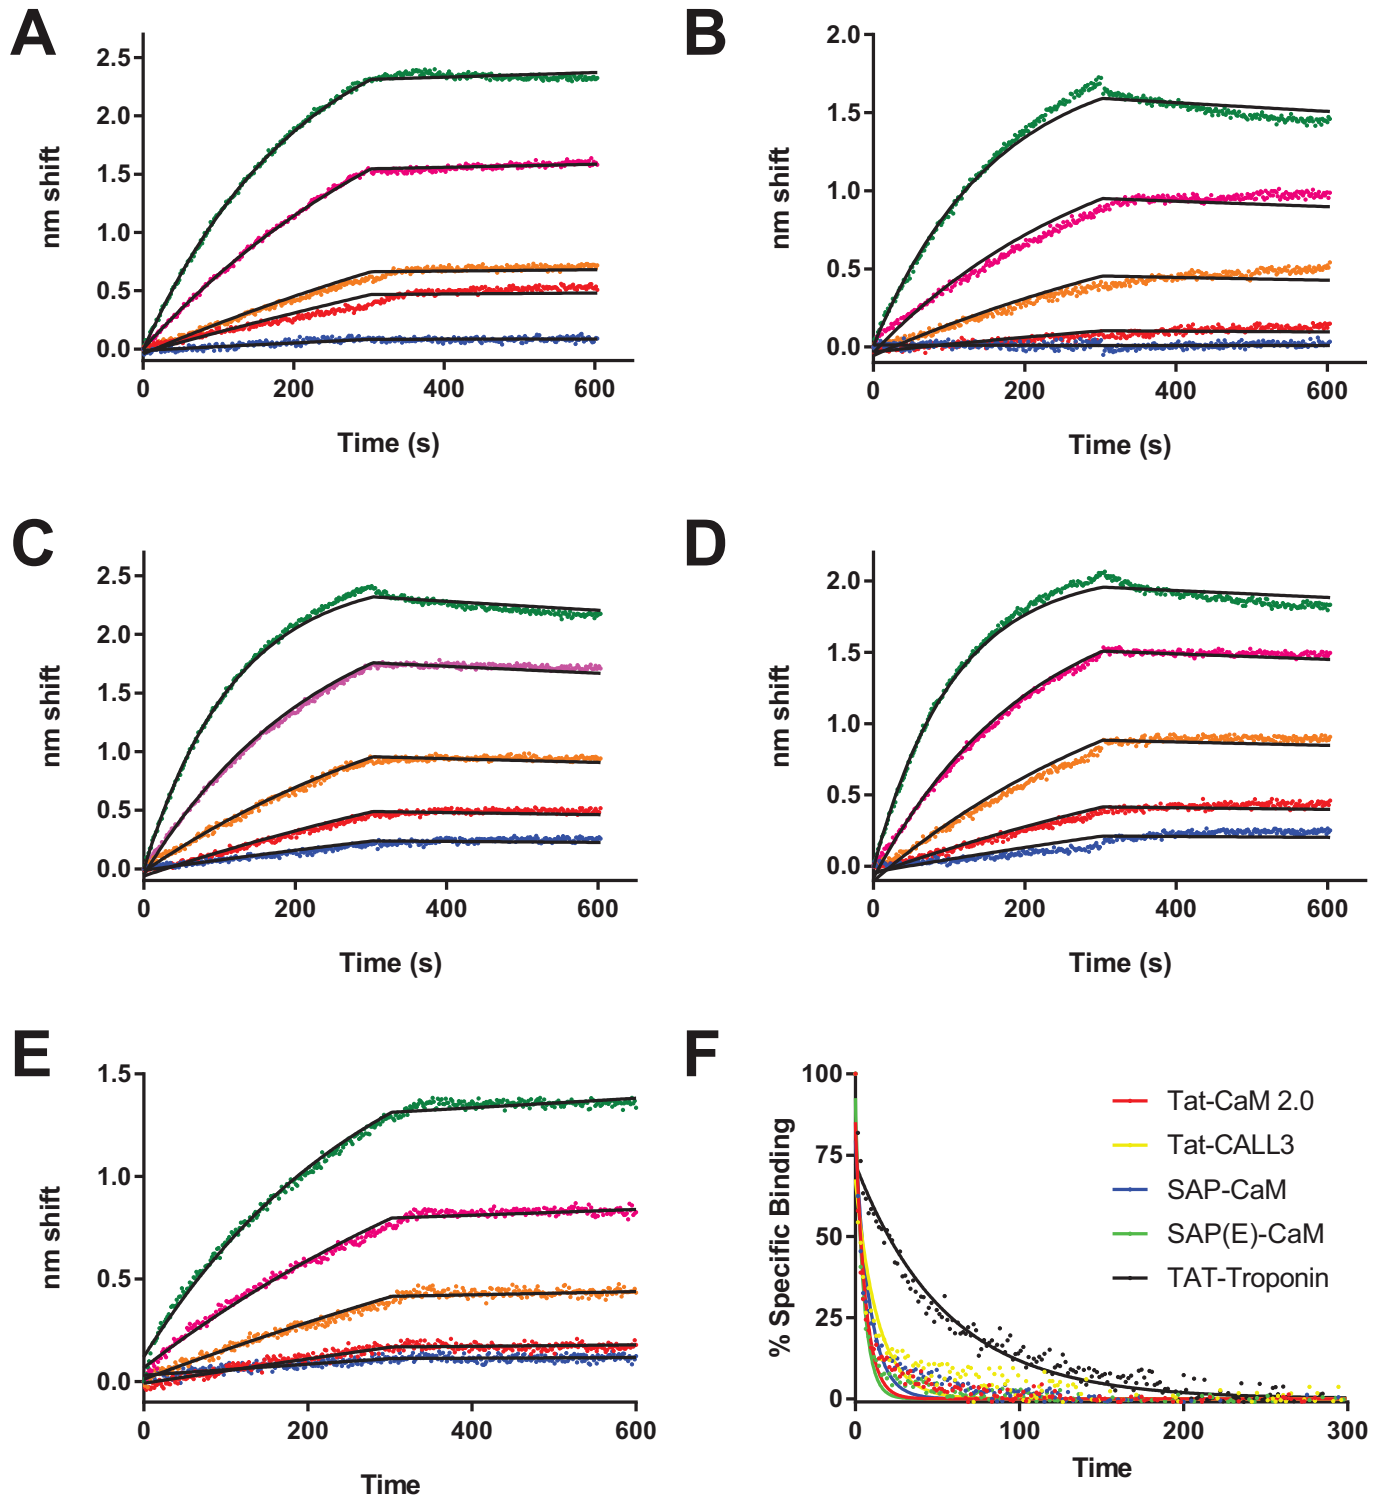 A
2.5
2.0
1.5
1.0
0.5
0.0
nm shift
0 200 400 600
Time (s)
B
2.0
1.5
1.0
0.5
0.0
nm shift
0 200 400 600
Time (s)
C
2.5
2.0
1.5
1.0
0.5
0.0
nm shift
0 200 400 600
Time (s)
D
2.0
1.5
1.0
0.5
0.0
nm shift
0 200 400 600
Time (s)
E
1.5
1.0
0.5
0.0
nm shift
0 200 400 600
Time
F
100
75
50
25
0
% Specific Binding
Tat-CaM 2.0
Tat-CALL3
SAP-CaM
SAP(E)-CaM
TAT-Troponin
0 100 200 300
Time